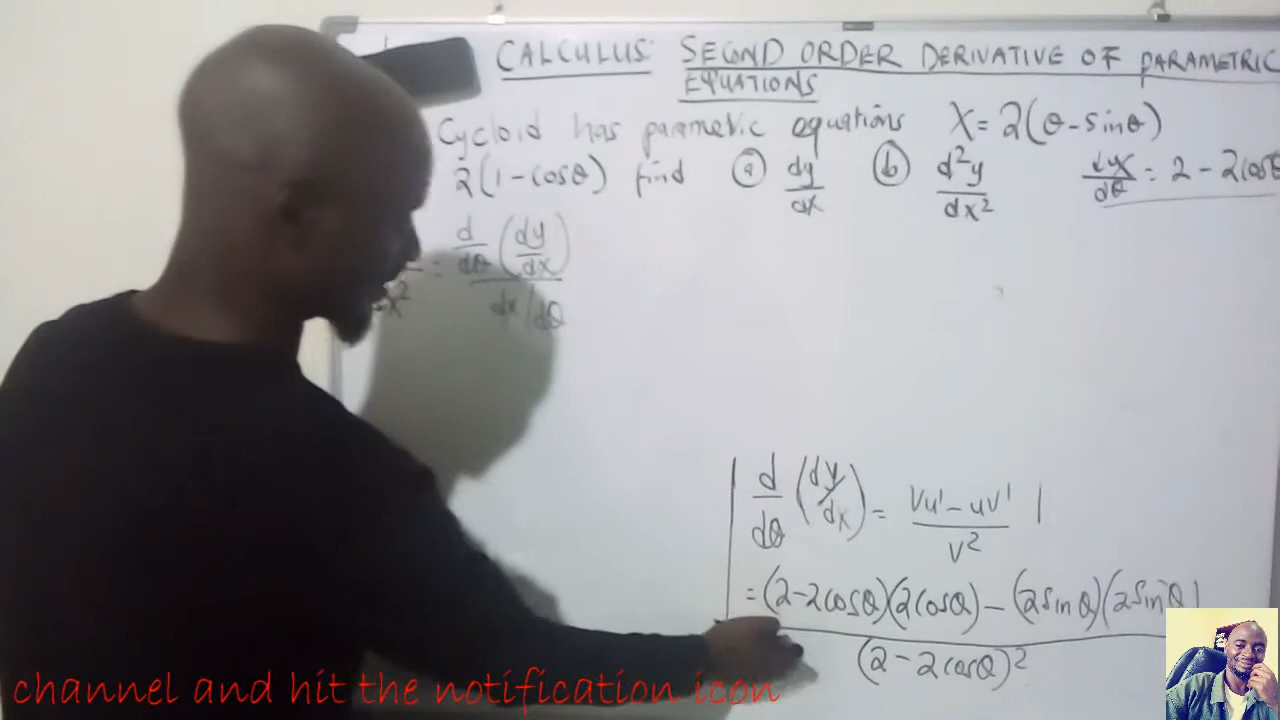 CALCULUS: SECOND ORDER DERIVATIVE OF PARAMETRIC
EQUATIONS
Cycloid has parametric equations x = 2(θ - sinθ)
2(1 - cosθ) find (a) dy/dx (b) d²y/dx² dx/dθ = 2 - 2cosθ
= d/dθ (dy/dx)
dx/dθ
d/dθ (dy/dx) = vu' - uv' / v²
= (2-2cosθ)(2cosθ) - (2sinθ)(2sinθ)
(2 - 2cosθ)²
channel and hit the notification icon